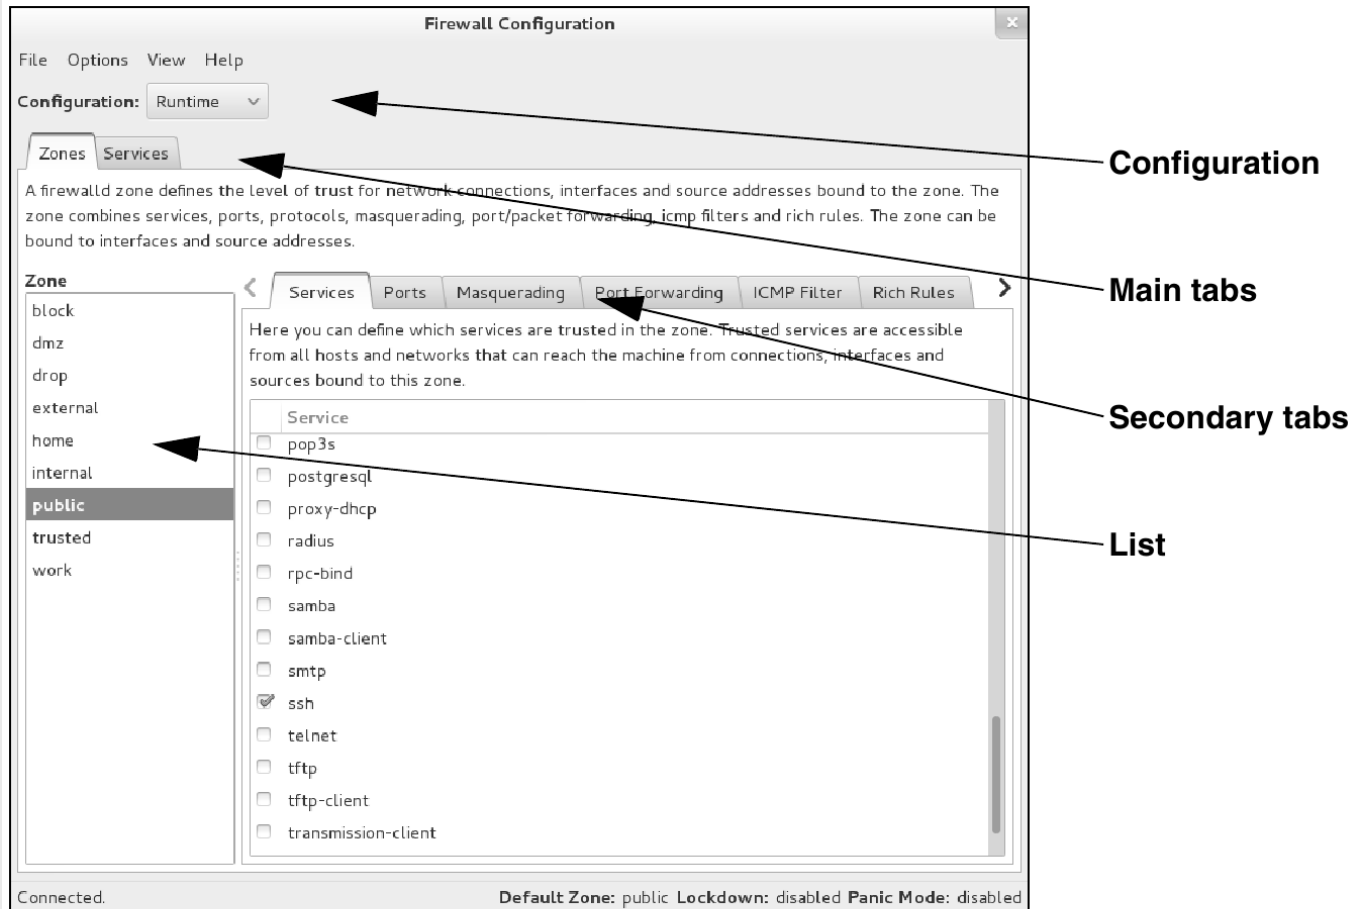 Firewall Configuration
File Options View Help
Configuration: Runtime
Configuration
Zones Services
A firewalld zone defines the level of trust for network connections, interfaces and source addresses bound to the zone. The
zone combines services, ports, protocols, masquerading, port/packet forwarding, icmp filters and rich rules. The zone can be
bound to interfaces and source addresses.
Main tabs
Zone
block
dmz
drop
external
home
internal
public
trusted
work
Services Ports Masquerading Port Forwarding ICMP Filter Rich Rules
Here you can define which services are trusted in the zone. Trusted services are accessible
from all hosts and networks that can reach the machine from connections, interfaces and
sources bound to this zone.
Secondary tabs
Service
pop3s
postgresql
proxy-dhcp
radius
rpc-bind
samba
samba-client
smtp
ssh
telnet
tftp
tftp-client
transmission-client
List
Connected.
Default Zone: public Lockdown: disabled Panic Mode: disabled